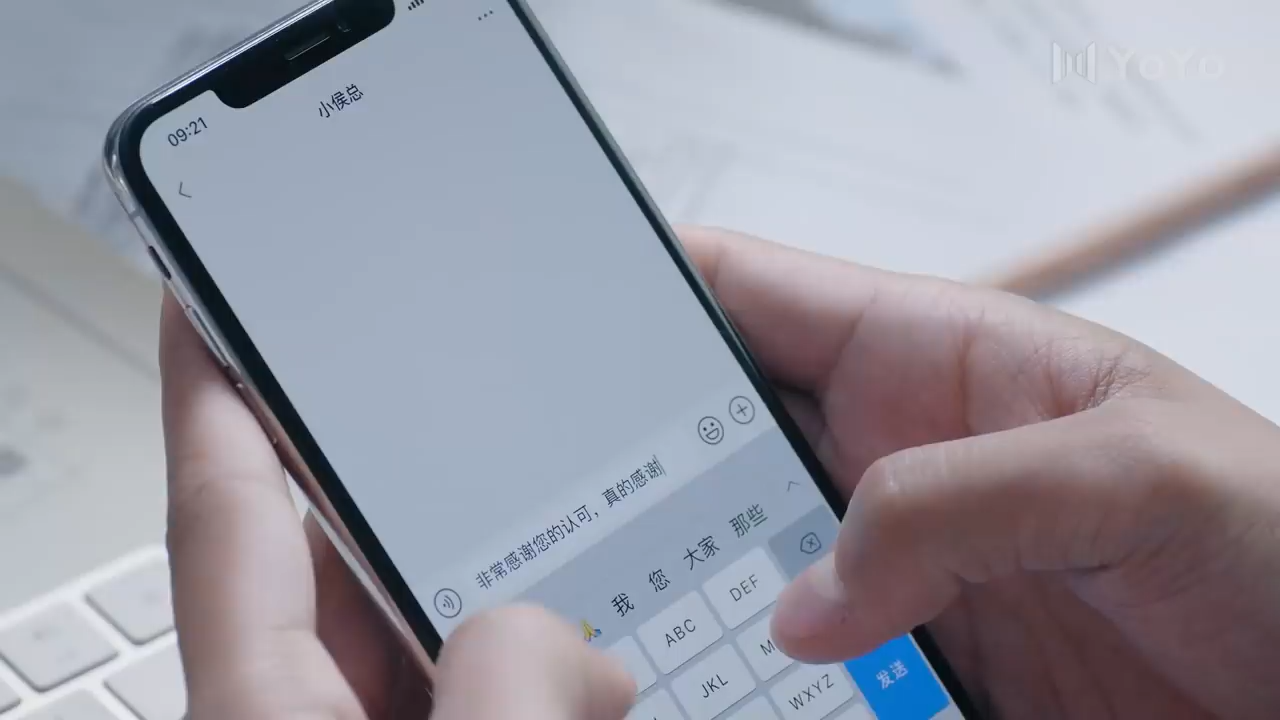 YoYo
09:21
小侯总
非常感谢您的认可，真的感谢
我 您 大家 那些
ABC
DEF
JKL
M
WXYZ
发送